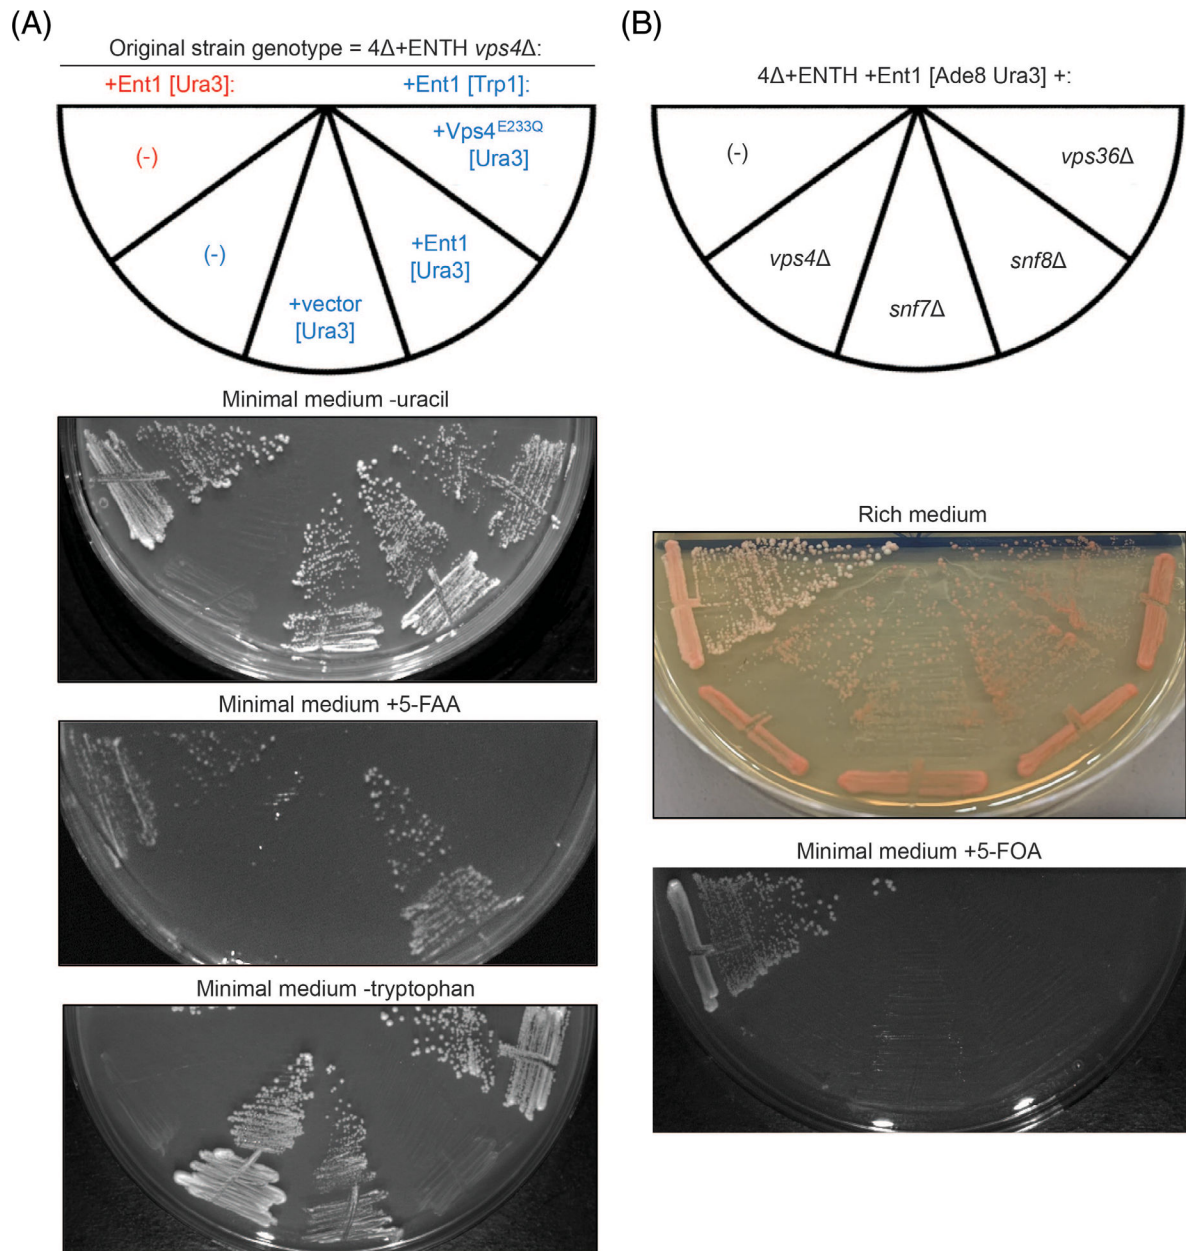 (A)
Original strain genotype = 4Δ+ENTH vps4Δ:
+Ent1 [Ura3]:
+Ent1 [Trp1]:
(-)
(-)
+vector
[Ura3]
+Ent1
[Ura3]
+Vps4E233Q
[Ura3]
Minimal medium -uracil
Minimal medium +5-FAA
Minimal medium -tryptophan
(B)
4Δ+ENTH +Ent1 [Ade8 Ura3] +:
(-)
vps4Δ
snf7Δ
snf8Δ
vps36Δ
Rich medium
Minimal medium +5-FOA